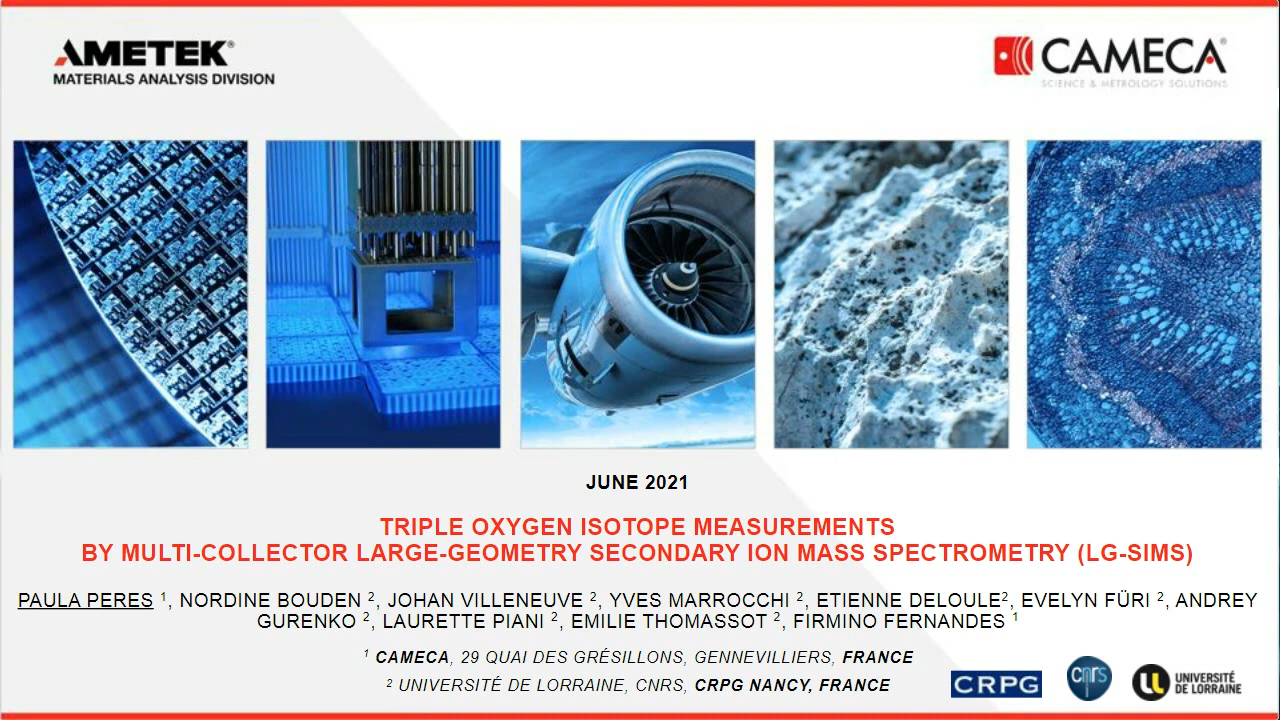 AMETEK®
MATERIALS ANALYSIS DIVISION
CAMECA®
SCIENCE & METROLOGY SOLUTIONS
JUNE 2021
TRIPLE OXYGEN ISOTOPE MEASUREMENTS
BY MULTI-COLLECTOR LARGE-GEOMETRY SECONDARY ION MASS SPECTROMETRY (LG-SIMS)
PAULA PERES ¹, NORDINE BOUDEN ², JOHAN VILLENEUVE ², YVES MARROCCHI ², ETIENNE DELOULE², EVELYN FÜRI ², ANDREY
GURENKO ², LAURETTE PIANI ², EMILIE THOMASSOT ², FIRMINO FERNANDES ¹
¹ CAMECA, 29 QUAI DES GRÉSILLONS, GENNEVILLIERS, FRANCE
² UNIVERSITÉ DE LORRAINE, CNRS, CRPG NANCY, FRANCE
CRPG
cnrs
UNIVERSITÉ
DE LORRAINE